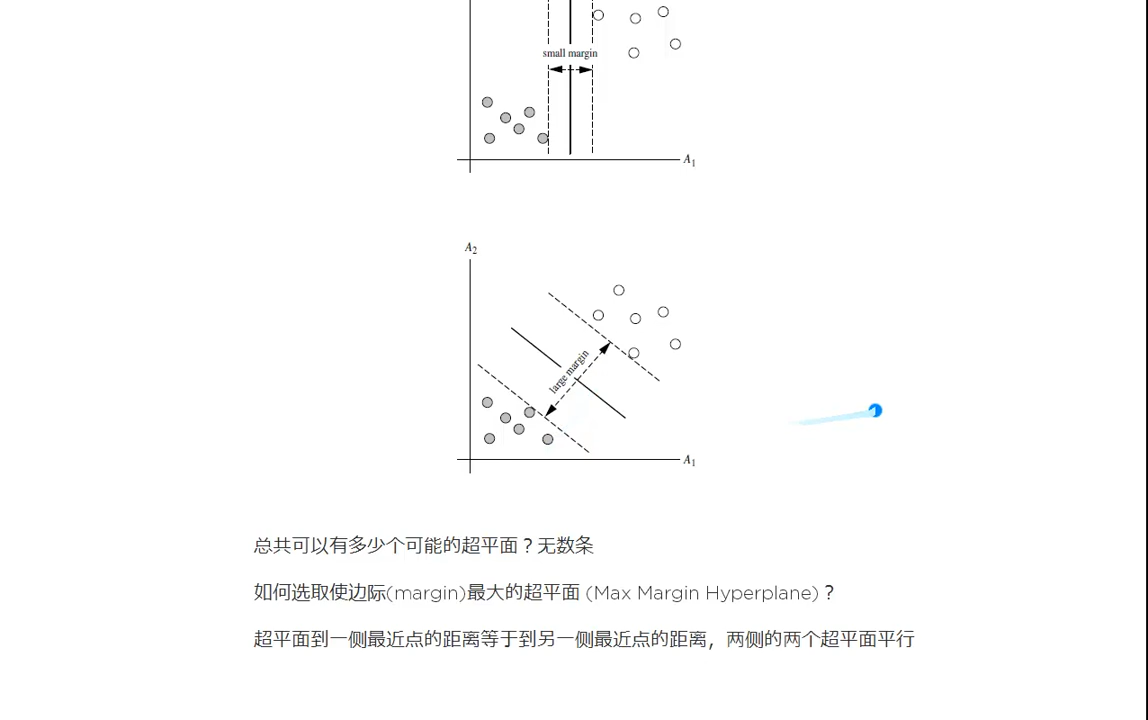 small margin
A1
A2
large margin
A1
总共可以有多少个可能的超平面？无数条
如何选取使边际(margin)最大的超平面 (Max Margin Hyperplane)？
超平面到一侧最近点的距离等于到另一侧最近点的距离，两侧的两个超平面平行